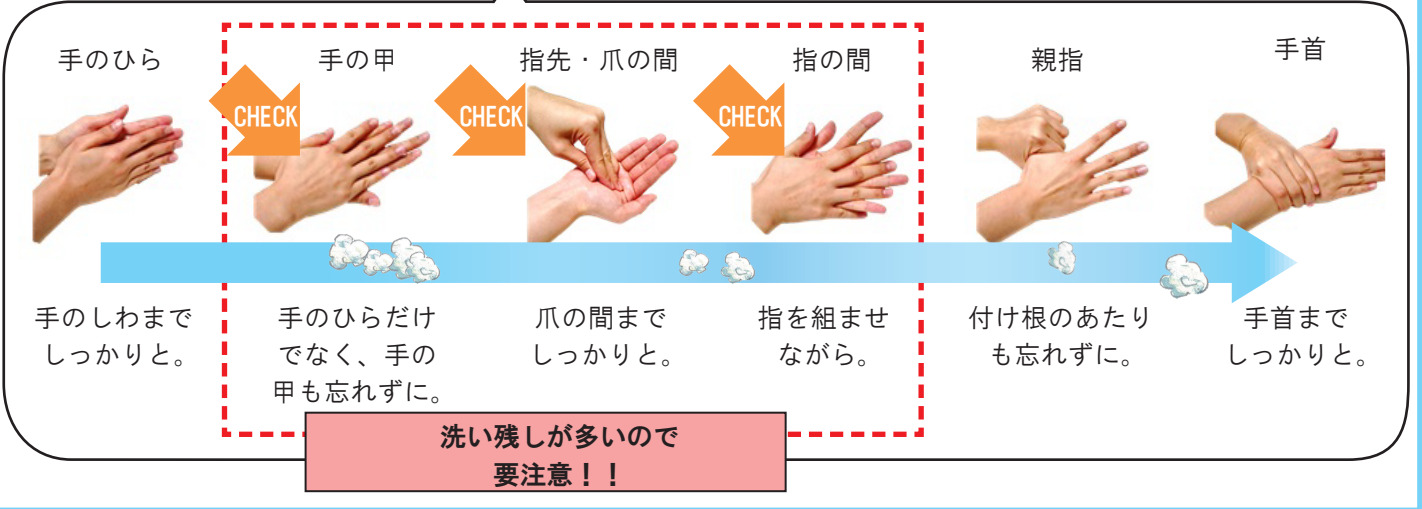 手のひら
手の甲
指先・爪の間
指の間
親指
手首
CHECK
CHECK
CHECK
手のしわまで
しっかりと。
手のひらだけ
でなく、手の
甲も忘れずに。
爪の間まで
しっかりと。
指を組ませ
ながら。
付け根のあたり
も忘れずに。
手首まで
しっかりと。
洗い残しが多いので
要注意！！